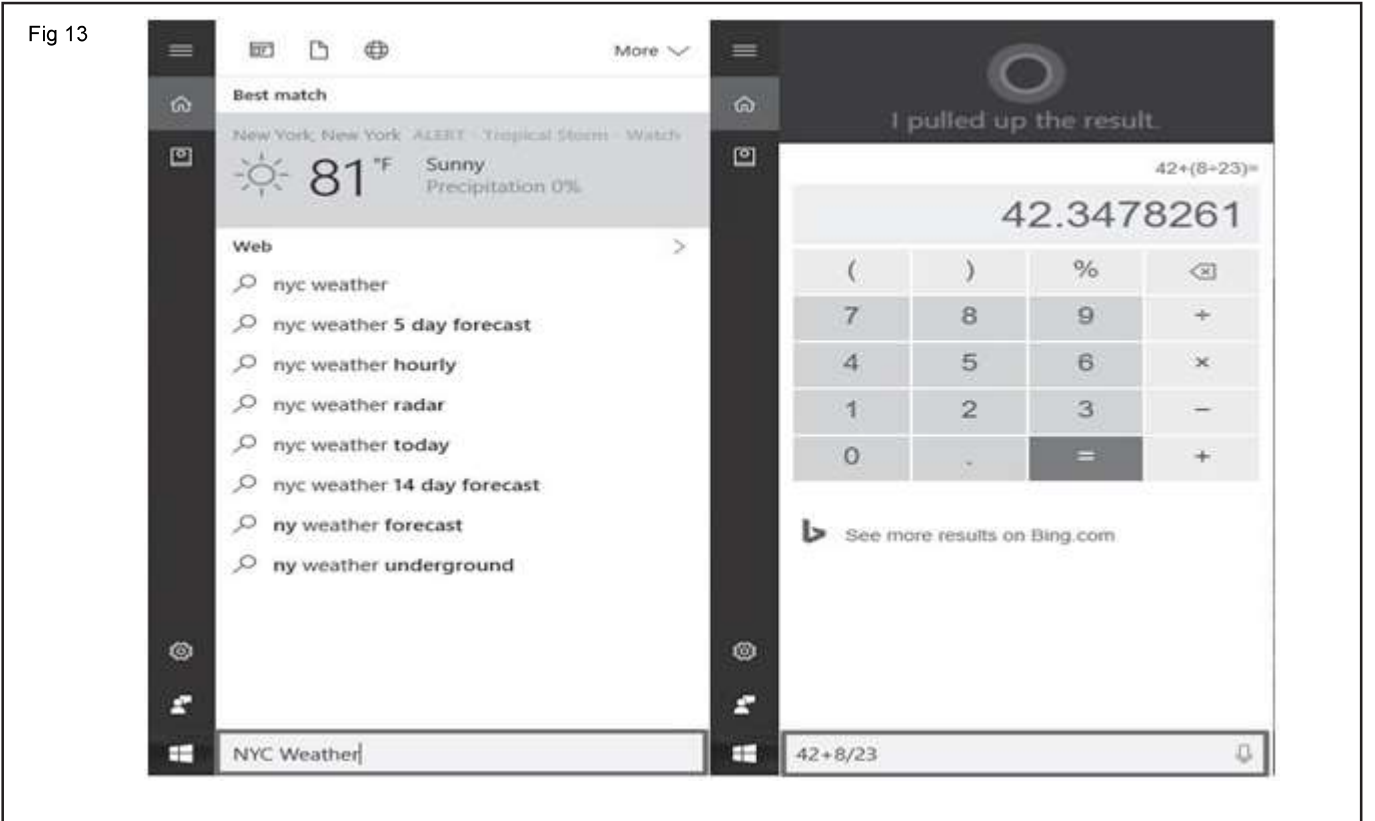 Fig 13
More
Best match
New York, New York ALERT - Tropical Storm - Watch
81 °F Sunny
Precipitation 0%
Web
nyc weather
nyc weather 5 day forecast
nyc weather hourly
nyc weather radar
nyc weather today
nyc weather 14 day forecast
ny weather forecast
ny weather underground
NYC Weather
I pulled up the result.
42+(8÷23)=
42.3478261
( ) %
7 8 9 ÷
4 5 6 ×
1 2 3 −
0 . = +
See more results on Bing.com
42+8/23